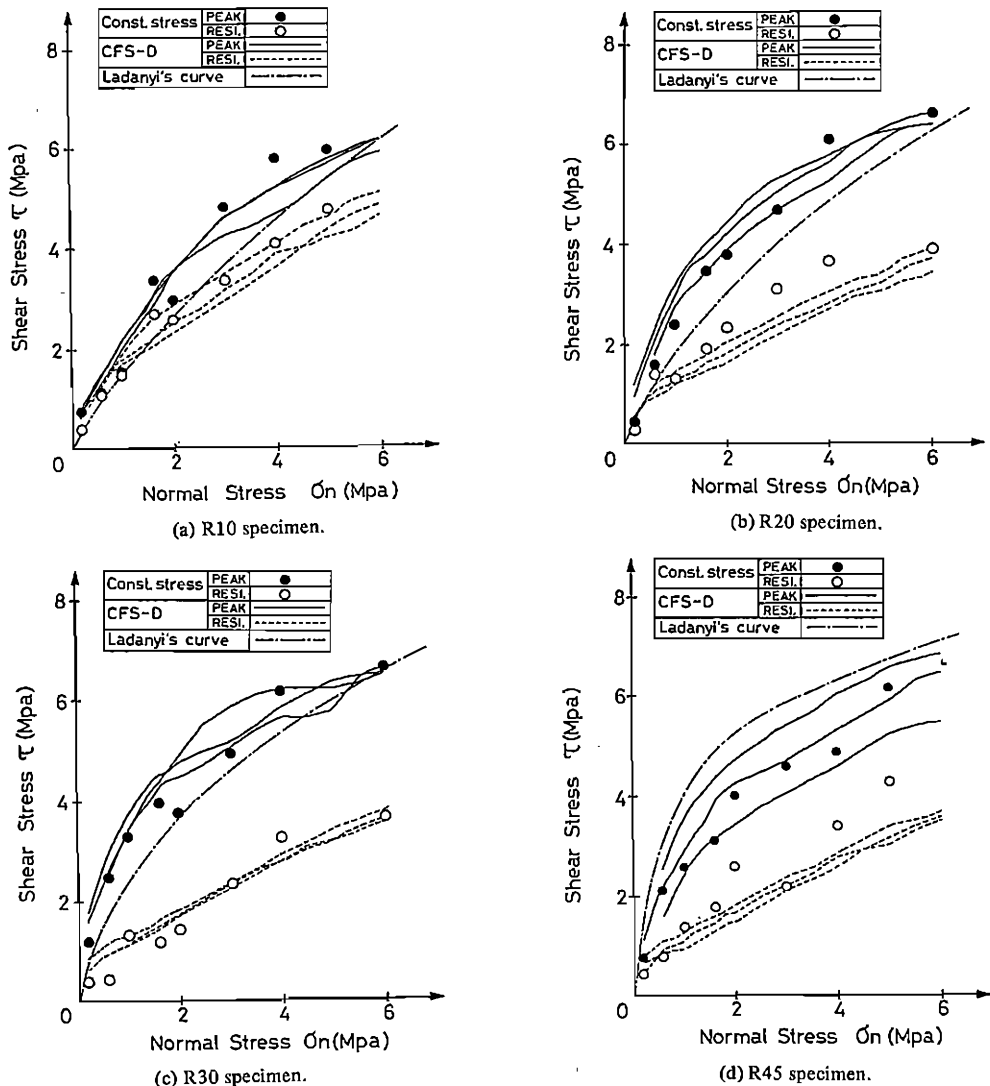 Const. stress PEAK
RESI.
CFS-D PEAK
RESI.
Ladanyi's curve
8
6
4
2
0 2 4 6
Shear Stress τ (Mpa)
Normal Stress σn (Mpa)
(a) R10 specimen.
Const. stress PEAK
RESI.
CFS-D PEAK
RESI.
Ladanyi's curve
8
6
4
2
0 2 4 6
Shear Stress τ (Mpa)
Normal Stress σn (Mpa)
(b) R20 specimen.
Const. stress PEAK
RESI.
CFS-D PEAK
RESI.
Ladanyi's curve
8
6
4
2
0 2 4 6
Shear Stress τ (Mpa)
Normal Stress σn (Mpa)
(c) R30 specimen.
Const. stress PEAK
RESI.
CFS-D PEAK
RESI.
Ladanyi's curve
8
6
4
2
0 2 4 6
Shear Stress τ (Mpa)
Normal Stress σn (Mpa)
(d) R45 specimen.